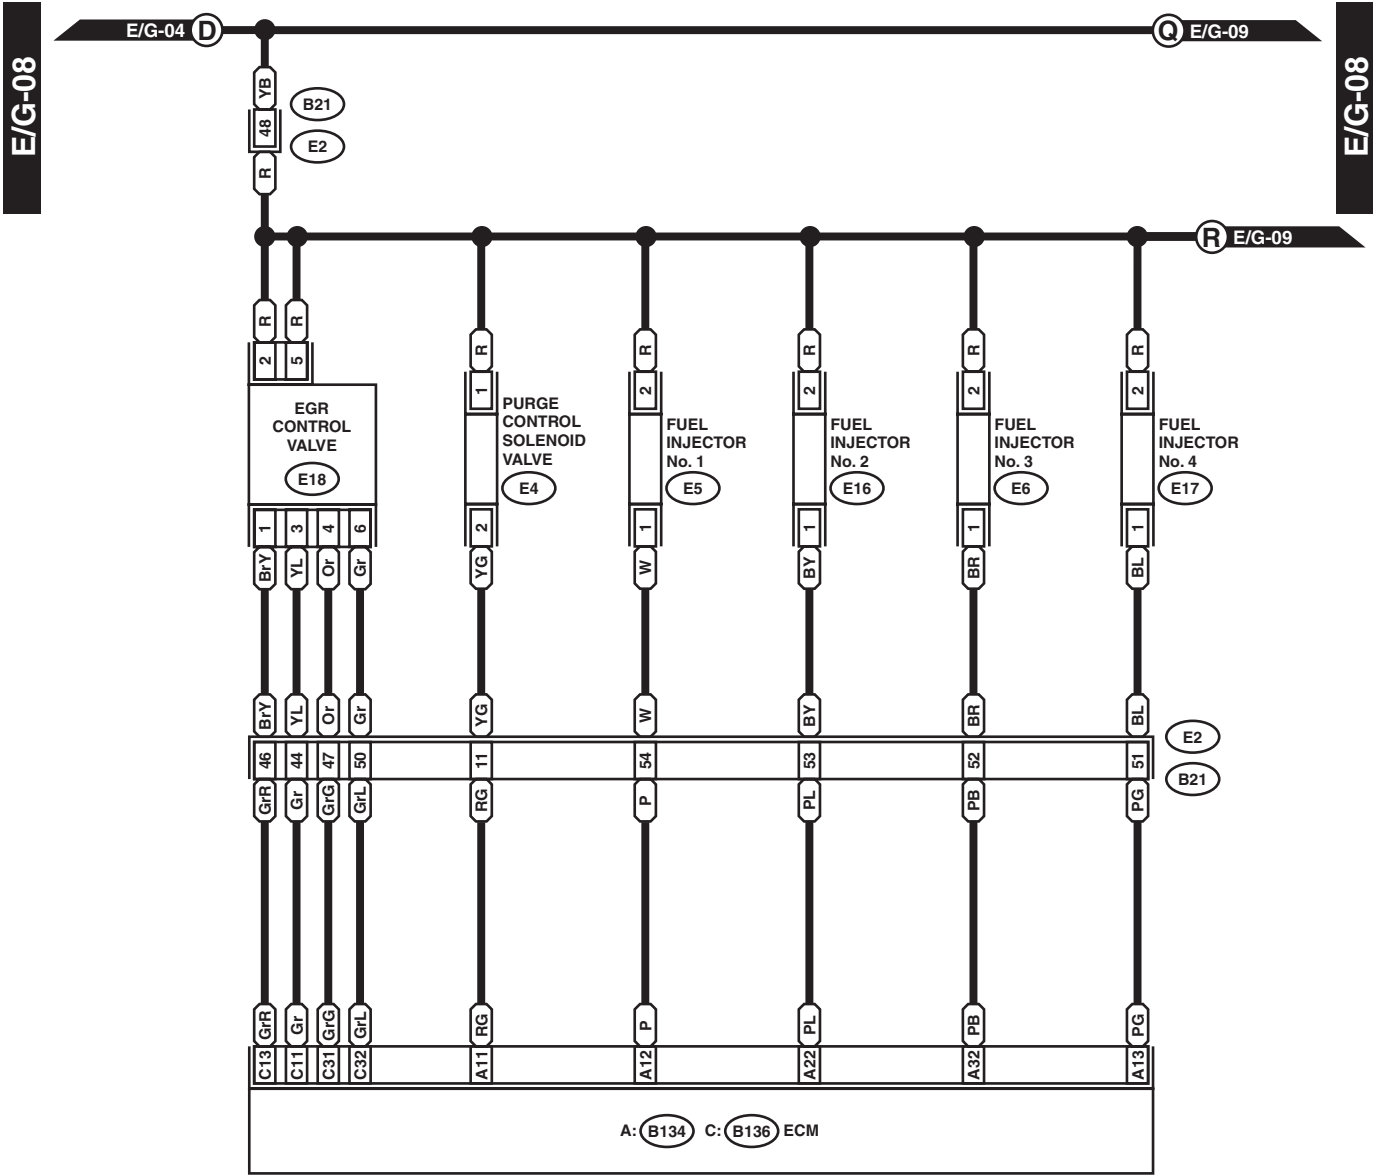 E/G-04 D Q E/G-09
E/G-08 E/G-08
YB
B21
48
E2
R
R E/G-09
R R R R R R R
2 5 1 2 2 2 2
EGR
CONTROL
VALVE
E18
PURGE
CONTROL
SOLENOID
VALVE
E4
FUEL
INJECTOR
No. 1
E5
FUEL
INJECTOR
No. 2
E16
FUEL
INJECTOR
No. 3
E6
FUEL
INJECTOR
No. 4
E17
1 3 4 6 2 1 1 1 1
BrY YL Or Gr YG W BY BR BL
BrY YL Or Gr YG W BY BR BL
E2
46 44 47 50 11 54 53 52 51
B21
GrR Gr GrG GrL RG P PL PB PG
GrR Gr GrG GrL RG P PL PB PG
C13 C11 C31 C32 A11 A12 A22 A32 A13
A: B134 C: B136 ECM